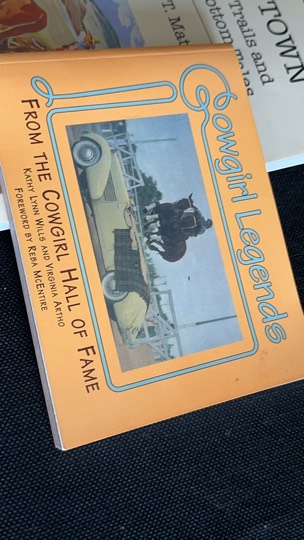 Cowgirl Legends
FROM THE COWGIRL HALL OF FAME
KATHY LYNN WILLS AND VIRGINIA ARTHO
FOREWORD BY REBA MCENTIRE
TOWN
Trails and
T. Mat